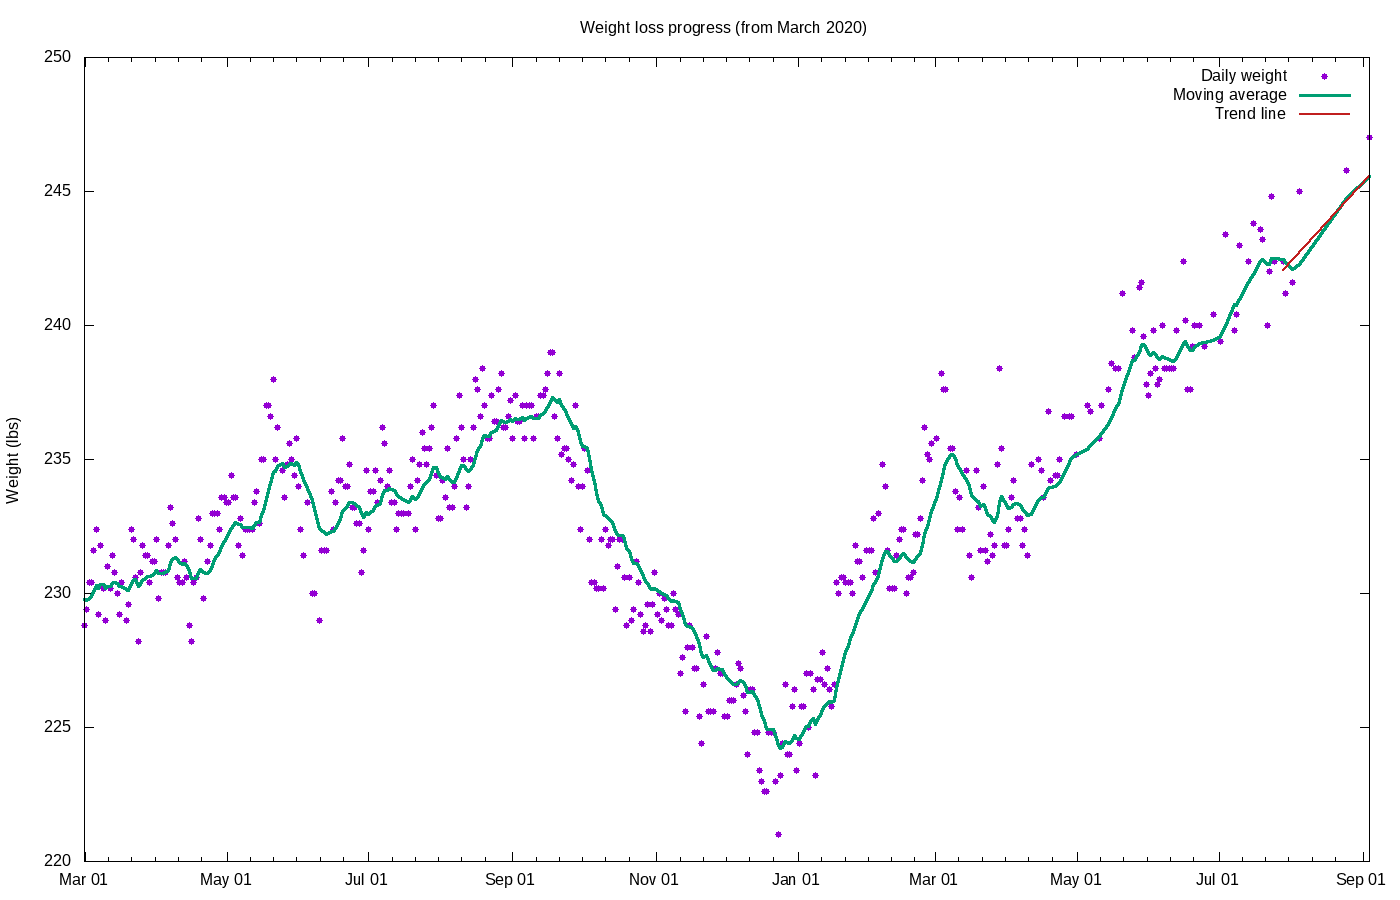 Weight loss progress (from March 2020)
250
Daily weight
Moving average
Trend line
245
240
235
Weight (lbs)
230
225
220
Mar 01 May 01 Jul 01 Sep 01 Nov 01 Jan 01 Mar 01 May 01 Jul 01 Sep 01